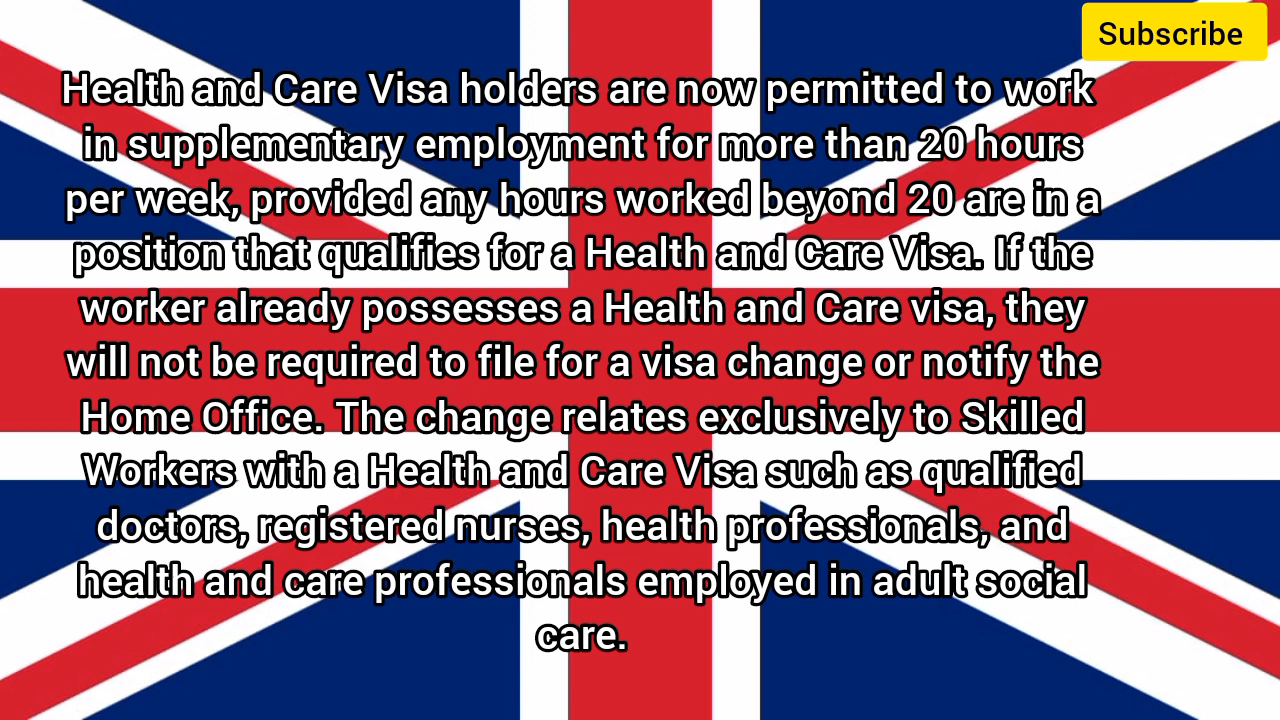 Subscribe
Health and Care Visa holders are now permitted to work
in supplementary employment for more than 20 hours
per week, provided any hours worked beyond 20 are in a
position that qualifies for a Health and Care Visa. If the
worker already possesses a Health and Care visa, they
will not be required to file for a visa change or notify the
Home Office. The change relates exclusively to Skilled
Workers with a Health and Care Visa such as qualified
doctors, registered nurses, health professionals, and
health and care professionals employed in adult social
care.